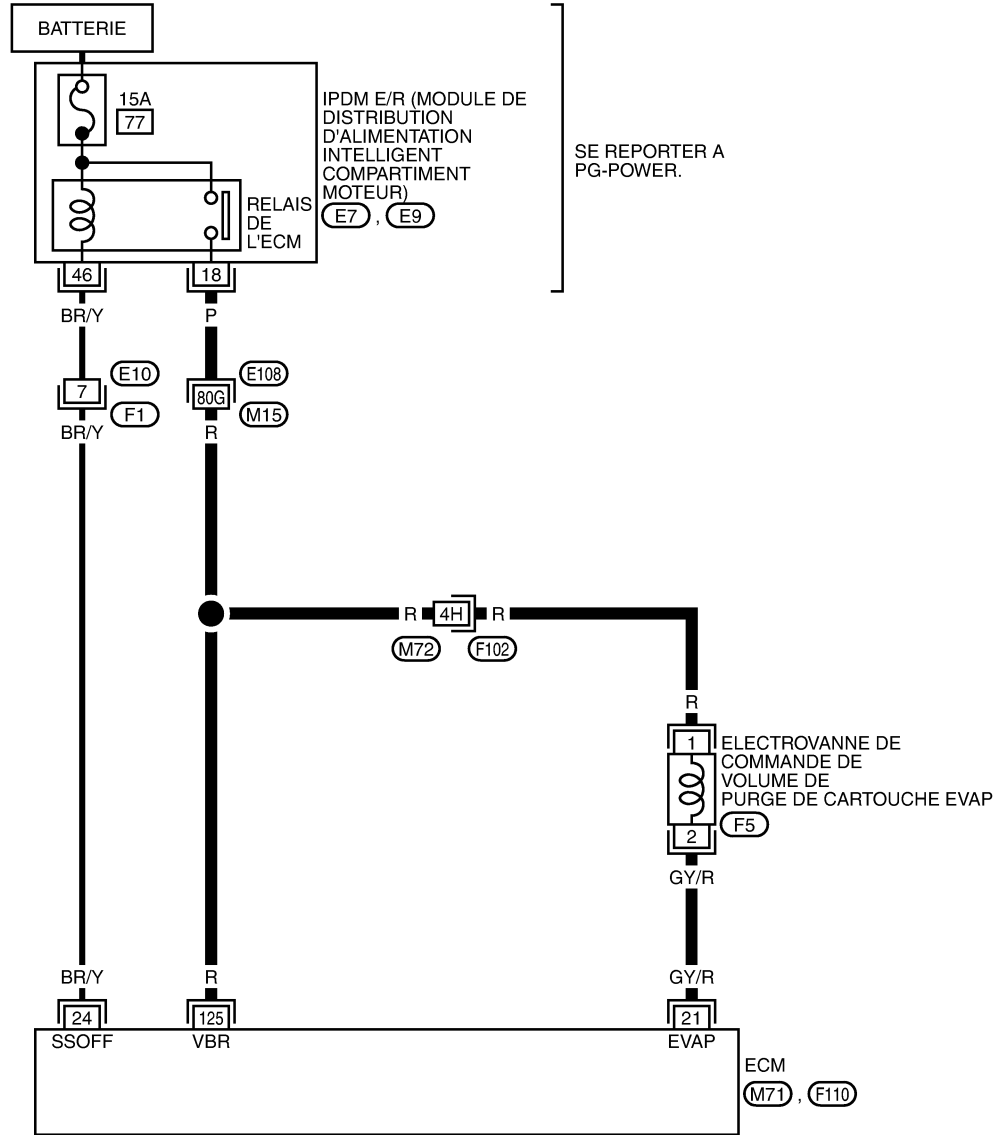 BATTERIE
15A
77
IPDM E/R (MODULE DE
DISTRIBUTION
D'ALIMENTATION
INTELLIGENT
COMPARTIMENT
MOTEUR)
E7 , E9
SE REPORTER A
PG-POWER.
RELAIS
DE
L'ECM
46
18
BR/Y
P
7
E10
F1
80G
E108
M15
BR/Y
R
R
4H
R
M72
F102
R
1
ELECTROVANNE DE
COMMANDE DE
VOLUME DE
PURGE DE CARTOUCHE EVAP
F5
2
GY/R
BR/Y
R
GY/R
24
125
21
SSOFF
VBR
EVAP
ECM
M71 , F110